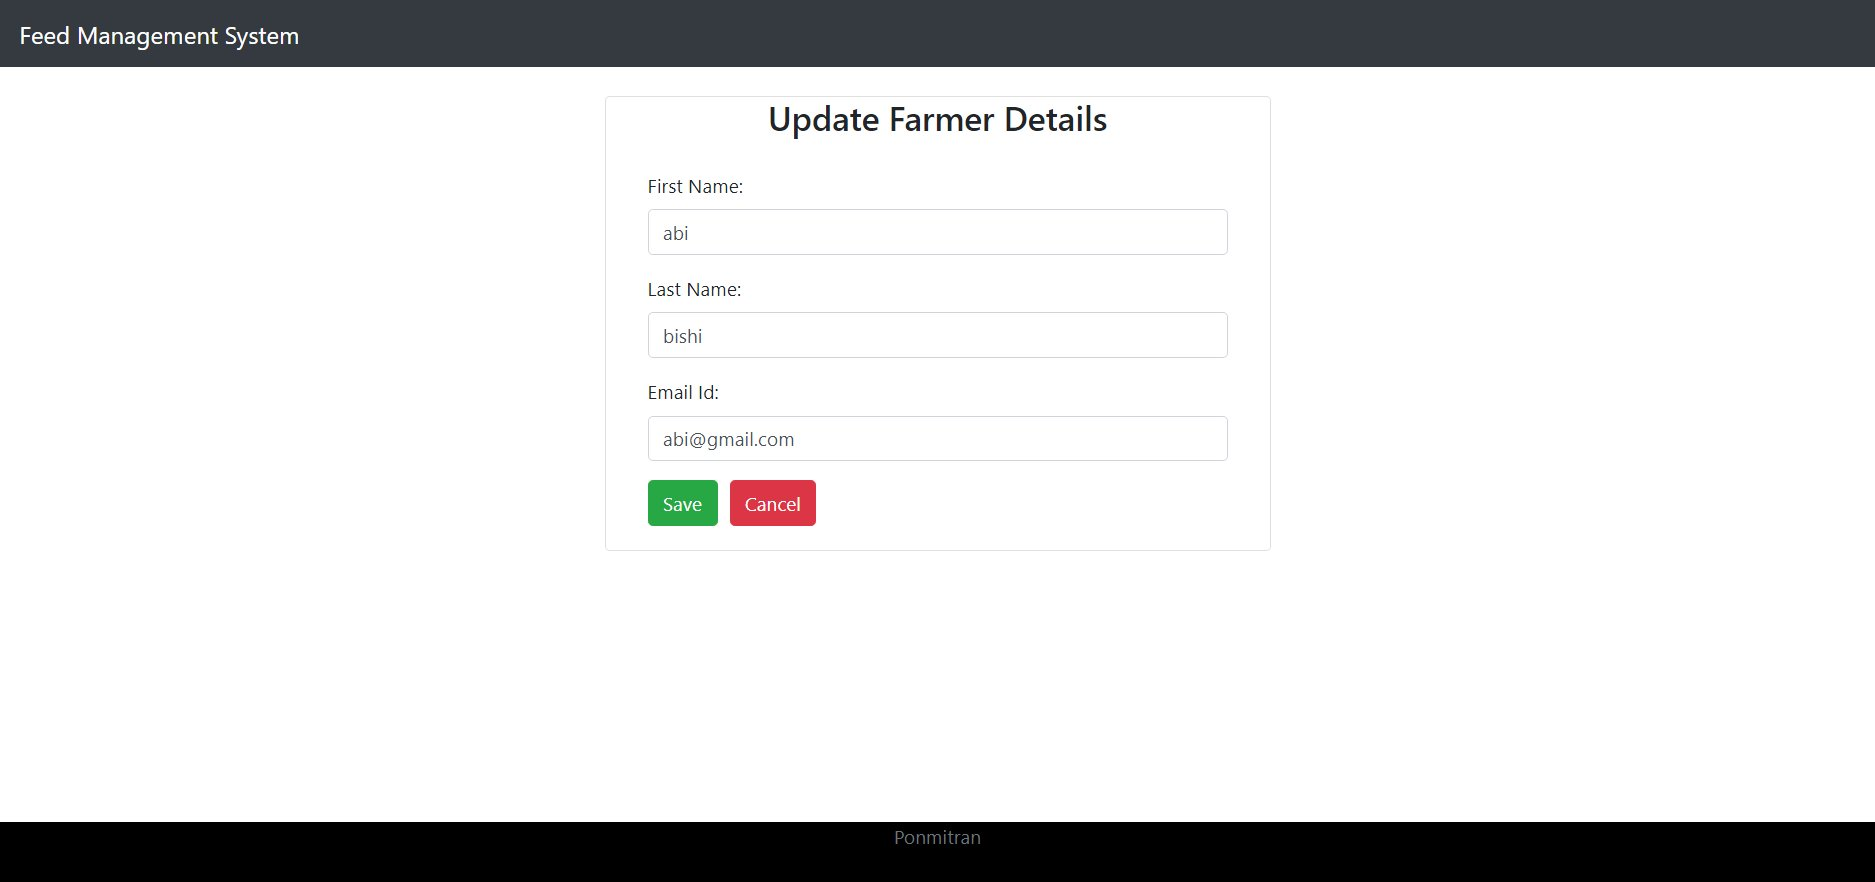 Feed Management System
Update Farmer Details
First Name:
abi
Last Name:
bishi
Email Id:
abi@gmail.com
Save Cancel
Ponmitran